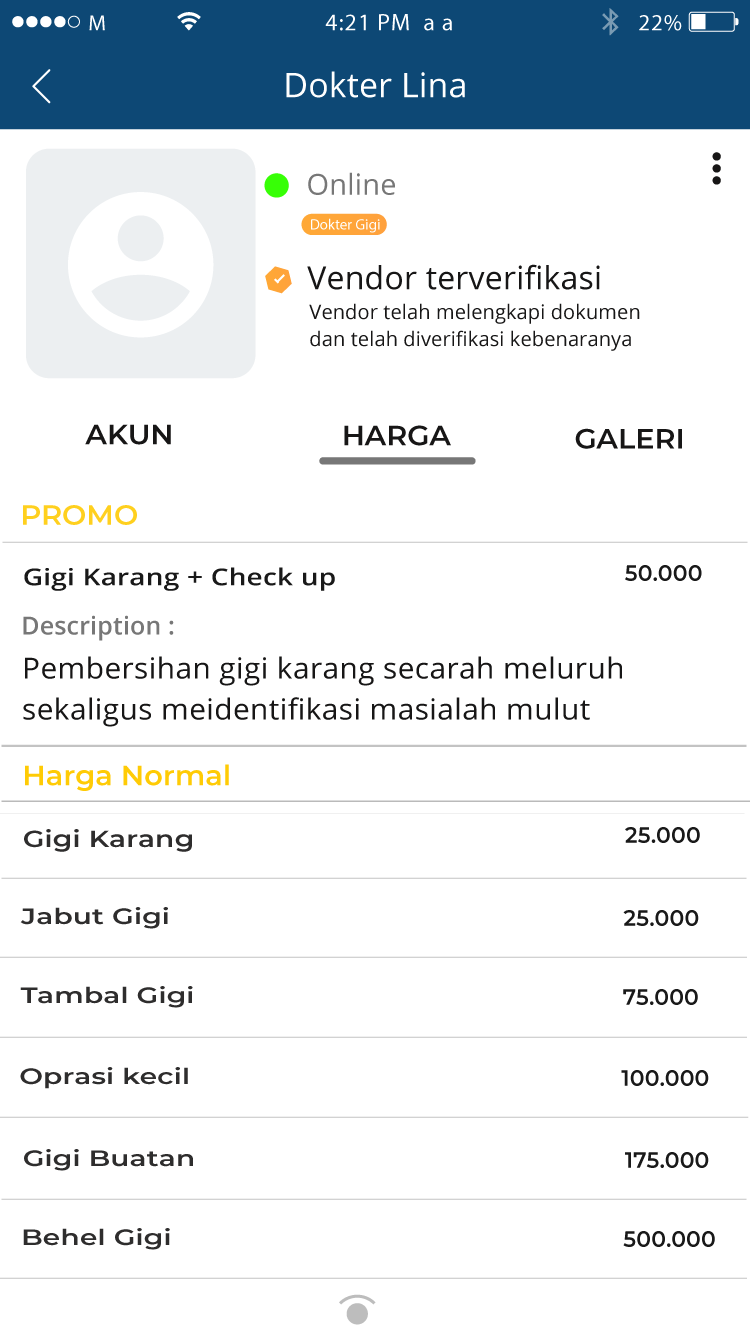 M 4:21 PM a a 22%
Dokter Lina
Online
Dokter Gigi
Vendor terverifikasi
Vendor telah melengkapi dokumen
dan telah diverifikasi kebenaranya
AKUN HARGA GALERI
PROMO
Gigi Karang + Check up 50.000
Description :
Pembersihan gigi karang secarah meluruh
sekaligus meidentifikasi masialah mulut
Harga Normal
Gigi Karang 25.000
Jabut Gigi 25.000
Tambal Gigi 75.000
Oprasi kecil 100.000
Gigi Buatan 175.000
Behel Gigi 500.000